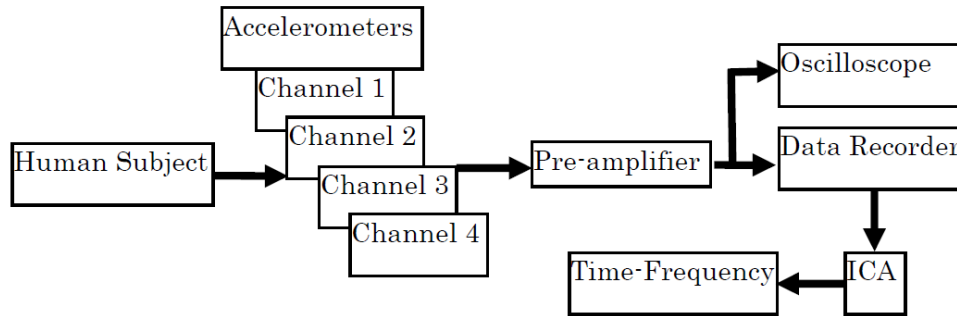 Accelerometers
Channel 1
Channel 2
Channel 3
Channel 4
Human Subject
Pre-amplifier
Oscilloscope
Data Recorder
ICA
Time-Frequency